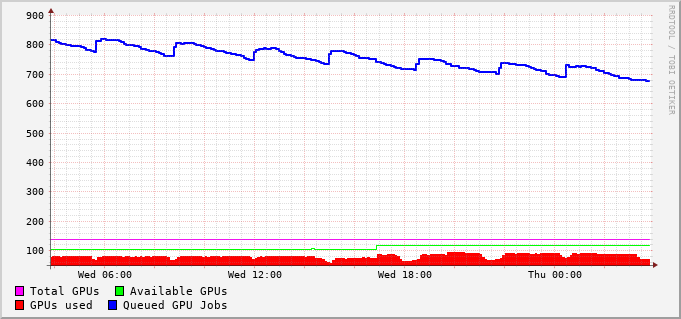 900
800
700
600
500
400
300
200
100
Wed 06:00 Wed 12:00 Wed 18:00 Thu 00:00
Total GPUs Available GPUs
GPUs used Queued GPU Jobs
RRDTOOL / TOBI OETIKER